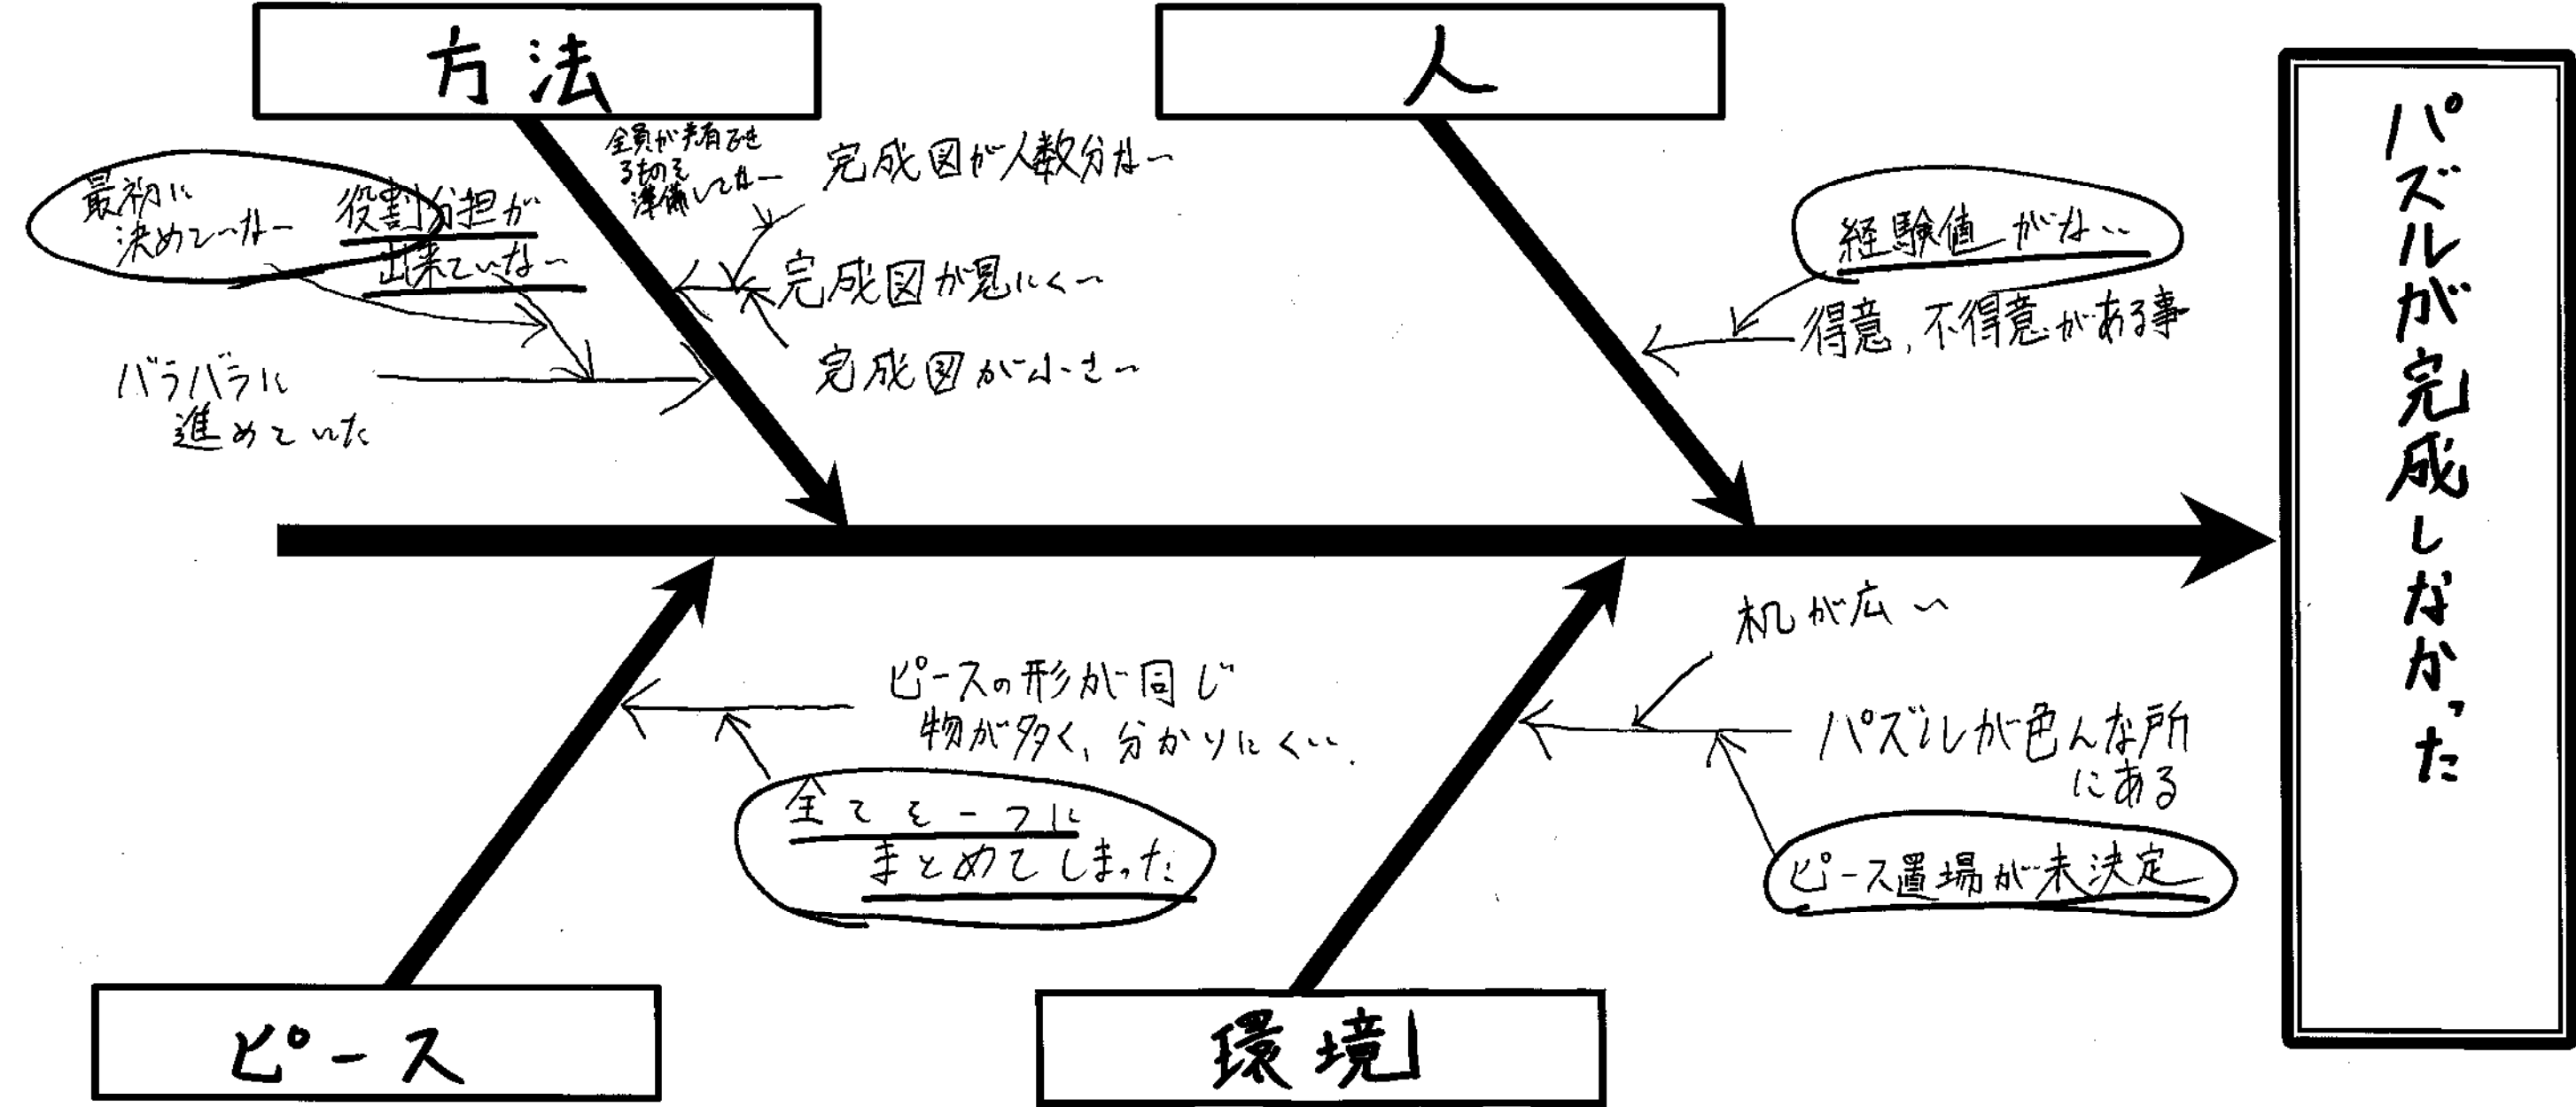 方法
人
全員が共有でき
るものを
準備してない
完成図が人数分ない
最初に
決めていない
役割分担が
出来ていない
完成図が見にくい
完成図が小さい
バラバラに
進めていた
経験値がない
得意、不得意がある事
パズルが完成しなかった
机が広い
ピースの形が同じ
物が多く、分かりにくい。
パズルが色んな所
にある
全てを一つに
まとめてしまった
ピース置場が未決定
ピース
環境